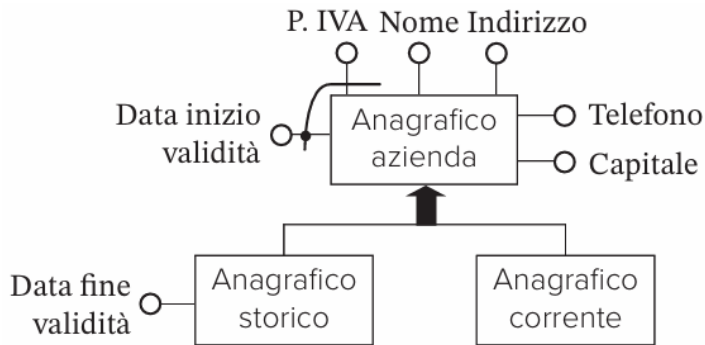 P. IVA Nome Indirizzo
Data inizio
validità
Anagrafico
azienda
Telefono
Capitale
Data fine
validità
Anagrafico
storico
Anagrafico
corrente